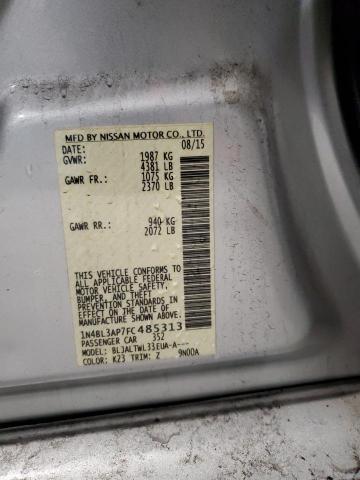 MFD BY NISSAN MOTOR CO., LTD.
DATE: 08/15
GVWR: 1987 KG
4381 LB
GAWR FR.: 1075 KG
2370 LB
GAWR RR.: 940 KG
2072 LB
THIS VEHICLE CONFORMS TO
ALL APPLICABLE FEDERAL
MOTOR VEHICLE SAFETY,
BUMPER, AND THEFT
PREVENTION STANDARDS IN
EFFECT ON THE DATE OF
MANUFACTURE SHOWN ABOVE.
1N4BL3AP7FC485313
PASSENGER CAR 352
MODEL: BLJALTWL33EUA-A---
COLOR: K23 TRIM: Z 9N00A